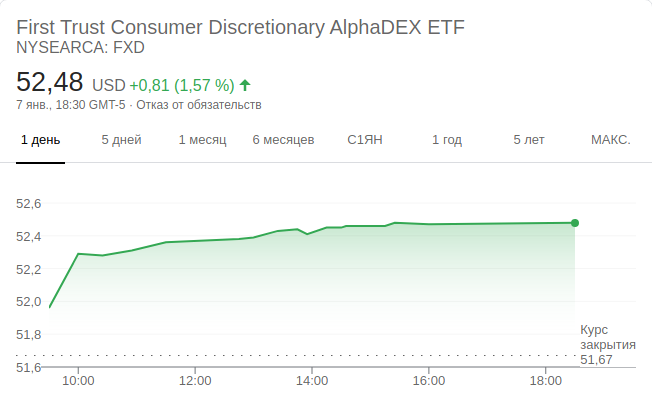 First Trust Consumer Discretionary AlphaDEX ETF
NYSEARCA: FXD
52,48 USD +0,81 (1,57 %)
7 янв., 18:30 GMT-5 · Отказ от обязательств
1 день 5 дней 1 месяц 6 месяцев С1ЯН 1 год 5 лет МАКС.
52,6
52,4
52,2
52,0
51,8
51,6
Курс
закрытия
51,67
10:00 12:00 14:00 16:00 18:00